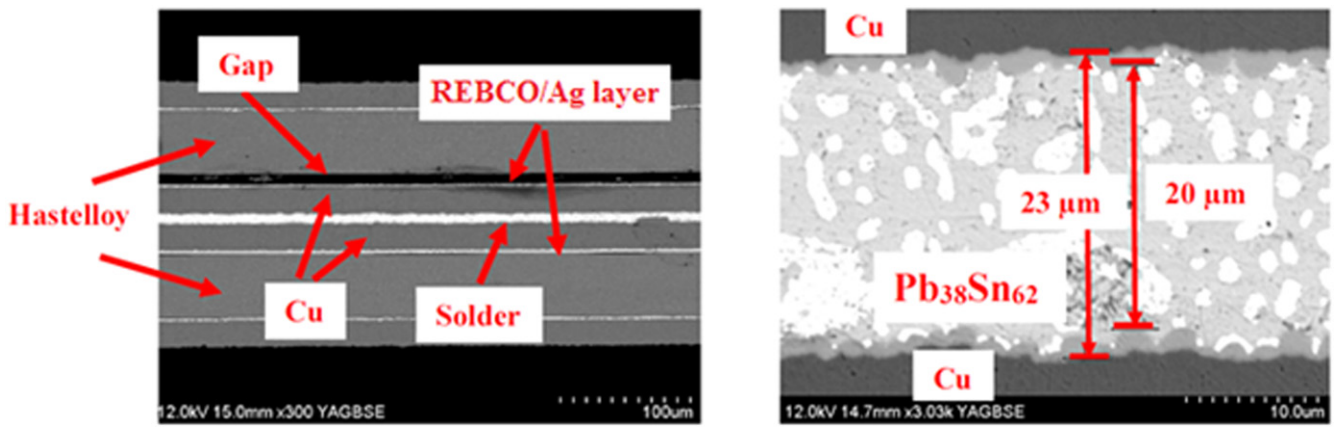 Gap
REBCO/Ag layer
Hastelloy
Cu
Solder
12.0kV 15.0mm x300 YAGBSE
100um
Cu
23 μm
20 μm
Pb₃₈Sn₆₂
Cu
12.0kV 14.7mm x3.03k YAGBSE
10.0um